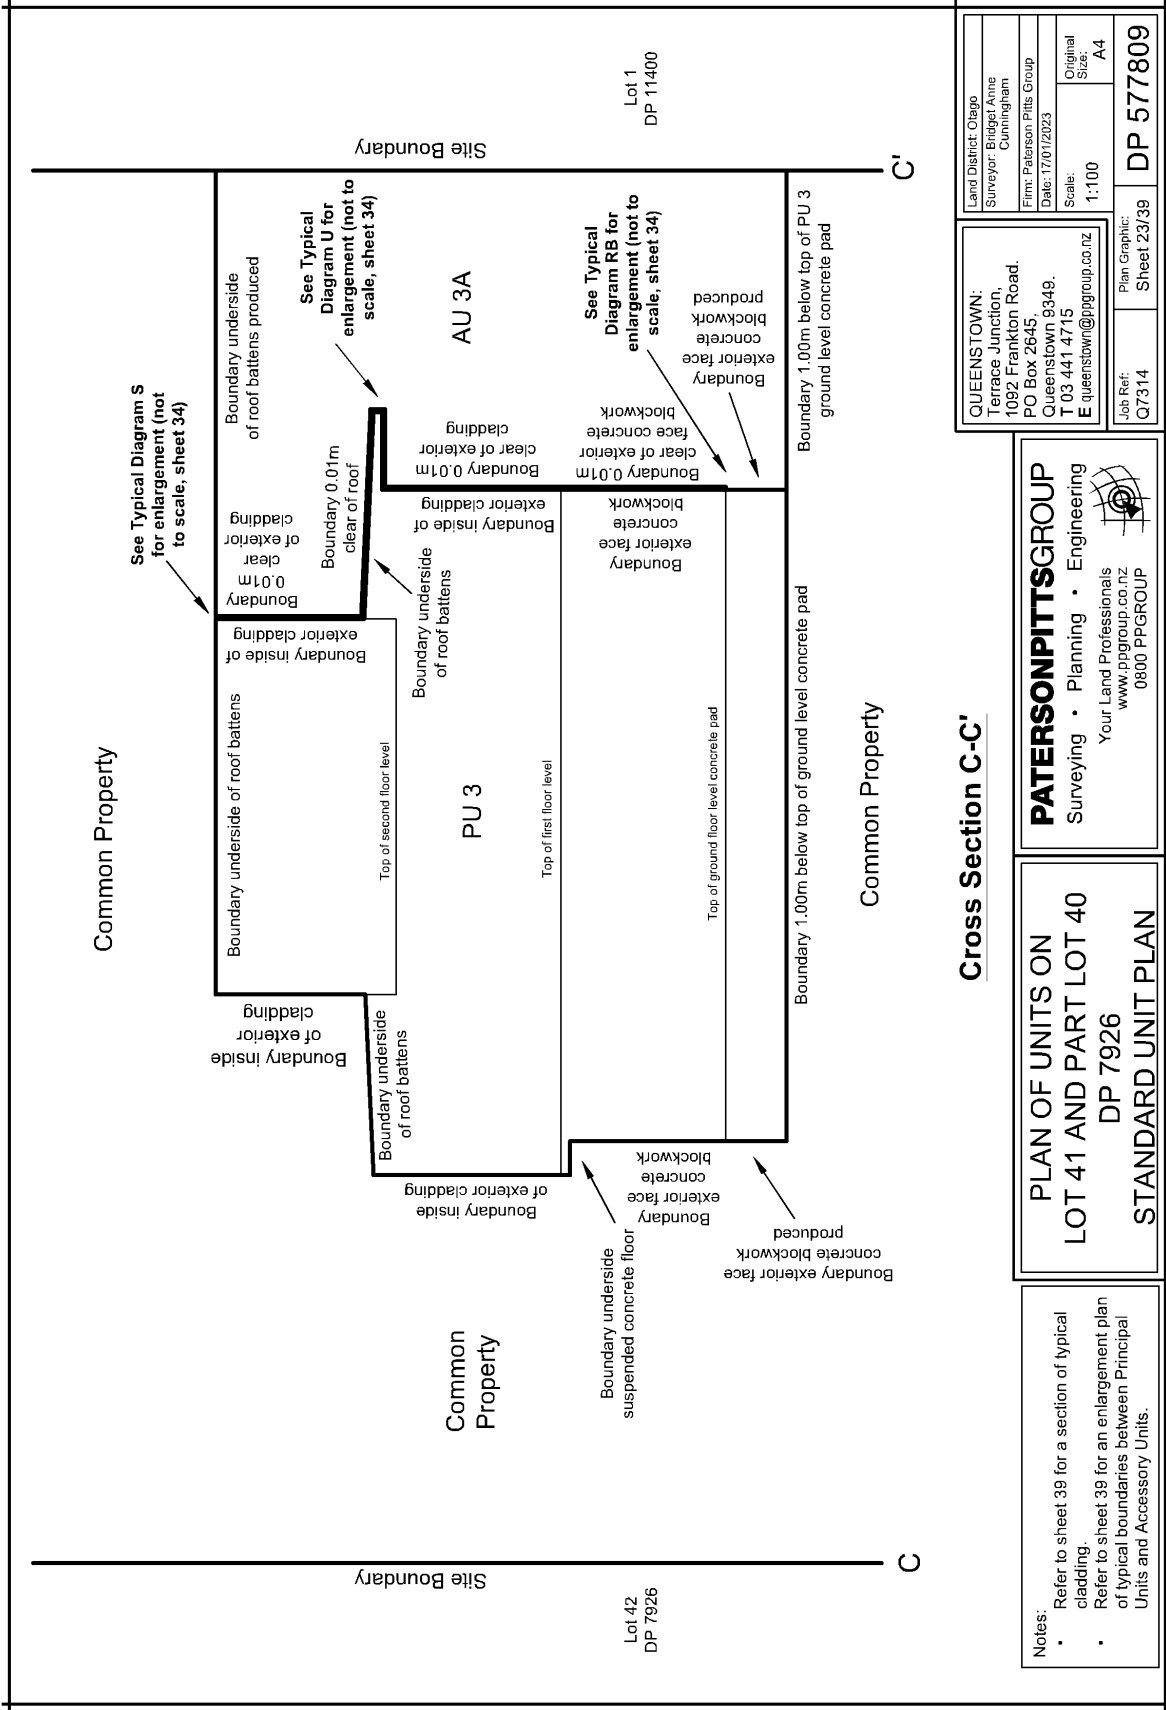 Common Property
See Typical Diagram S
for enlargement (not
to scale, sheet 34)
Boundary underside of roof battens
Boundary underside
of roof battens produced
Boundary inside
of exterior
cladding
Boundary inside of
exterior cladding
Boundary
0.01m
clear
of exterior
cladding
Boundary 0.01m
clear of roof
See Typical
Diagram U for
enlargement (not to
scale, sheet 34)
Site Boundary
Site Boundary
Lot 42
DP 7926
Lot 1
DP 11400
Top of second floor level
Boundary underside
of roof battens
Boundary underside
of roof battens
Boundary inside
of exterior cladding
PU 3
AU 3A
Boundary inside of
exterior cladding
Boundary 0.01m
clear of exterior
cladding
Common
Property
Top of first floor level
Boundary underside
suspended concrete floor
Boundary
exterior face
concrete
blockwork
Boundary
exterior face
concrete
blockwork
Boundary 0.01m
clear of exterior
face concrete
blockwork
See Typical
Diagram RB for
enlargement (not to
scale, sheet 34)
Top of ground floor level concrete pad
Boundary exterior face
concrete blockwork
produced
Boundary
exterior face
concrete
blockwork
produced
Boundary 1.00m below top of ground level concrete pad
Boundary 1.00m below top of PU 3
ground level concrete pad
Common Property
C
C'
Cross Section C-C'
Notes:
• Refer to sheet 39 for a section of typical
cladding.
• Refer to sheet 39 for an enlargement plan
of typical boundaries between Principal
Units and Accessory Units.
PLAN OF UNITS ON
LOT 41 AND PART LOT 40
DP 7926
STANDARD UNIT PLAN
PATERSONPITTSGROUP
Surveying • Planning • Engineering
Your Land Professionals
www.ppgroup.co.nz
0800 PPGROUP
QUEENSTOWN:
Terrace Junction,
1092 Frankton Road.
PO Box 2645,
Queenstown 9349.
T 03 441 4715
E queenstown@ppgroup.co.nz
Land District: Otago
Surveyor: Bridget Anne
Cunningham
Firm: Paterson Pitts Group
Date: 17/01/2023
Scale:
1:100
Original
Size:
A4
Job Ref:
Q7314
Plan Graphic:
Sheet 23/39
DP 577809